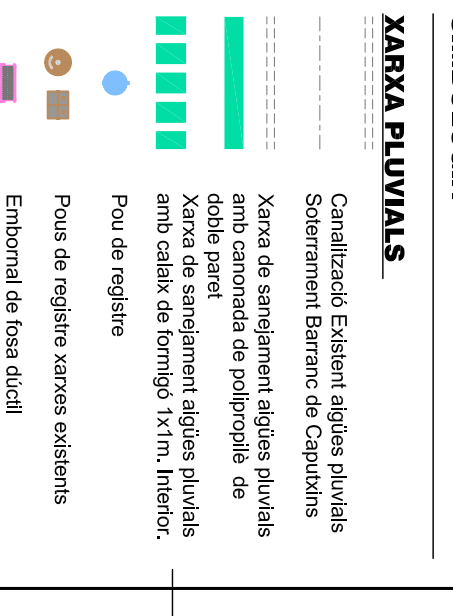 XARXA PLUVIALS
Canalització Existent aigües pluvials
Soterrament Barranc de Caputxins
Xarxa de sanejament aigües pluvials
amb canonada de polipropilè de
doble paret
Xarxa de sanejament aigües pluvials
amb calaix de formigó 1x1m. Interior.
Pou de registre
Pous de registre xarxes existents
Embornal de fosa dúctil